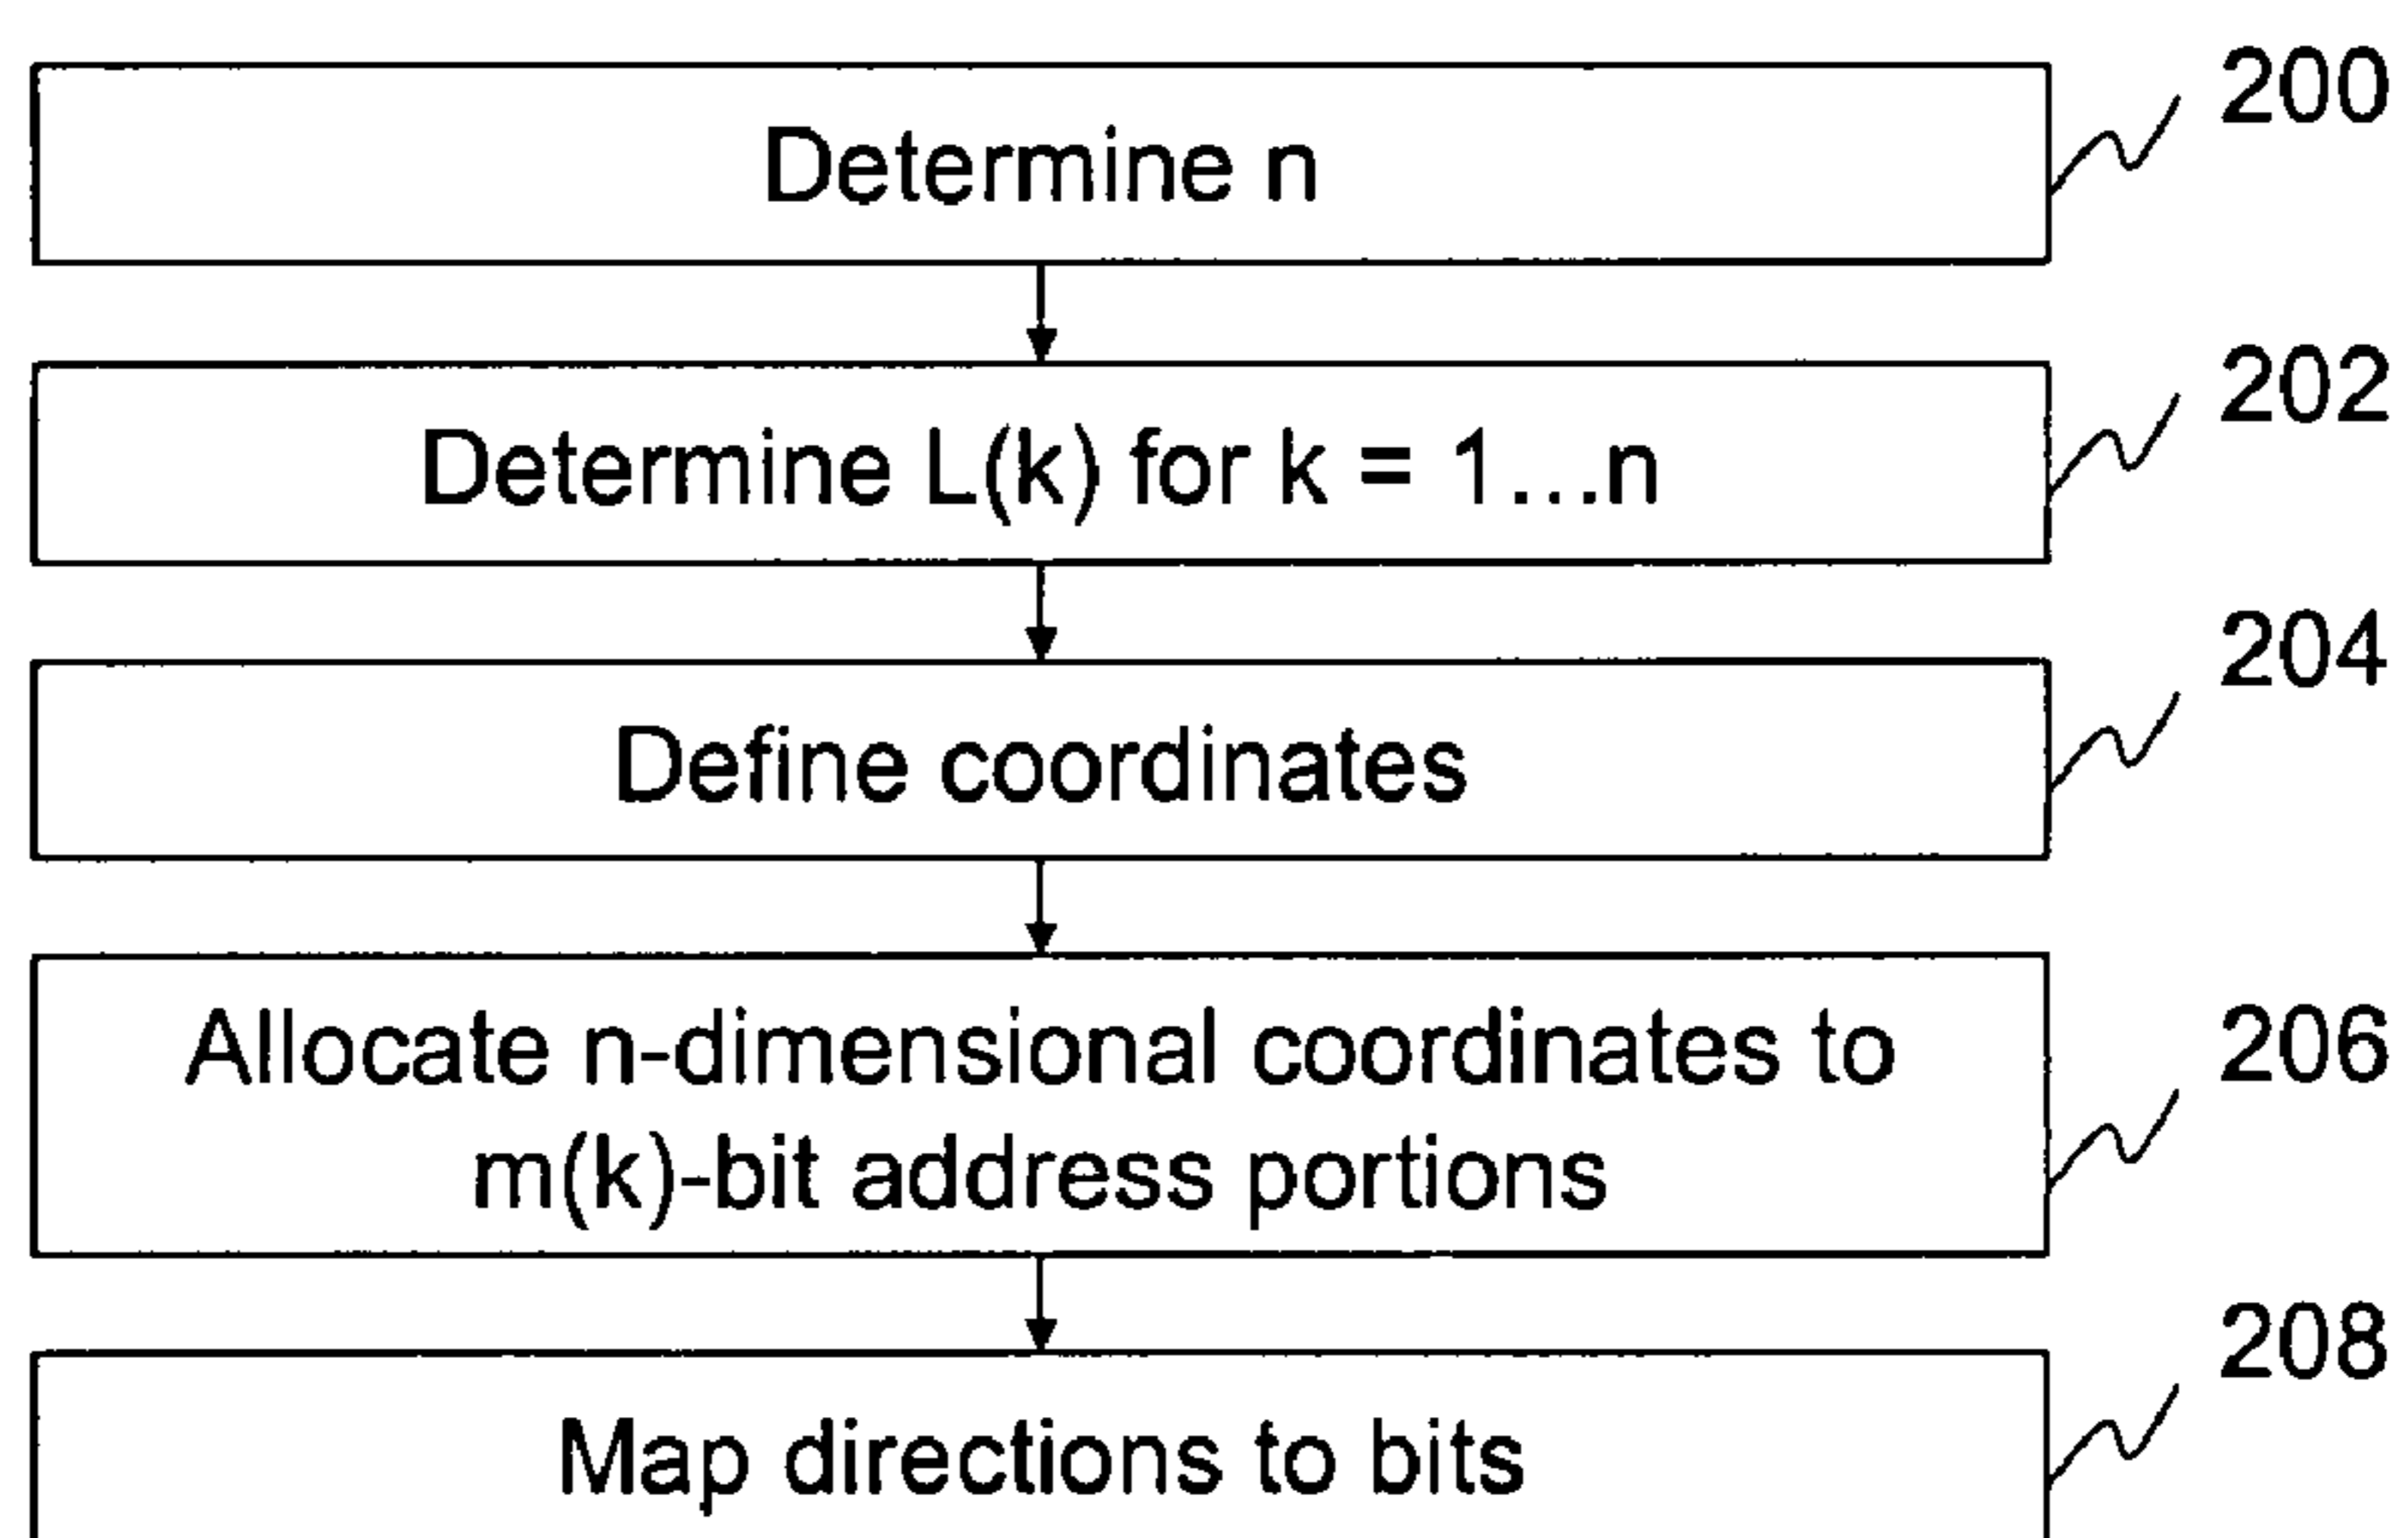 200
Determine n
202
Determine L(k) for k = 1...n
204
Define coordinates
206
Allocate n-dimensional coordinates to
m(k)-bit address portions
208
Map directions to bits